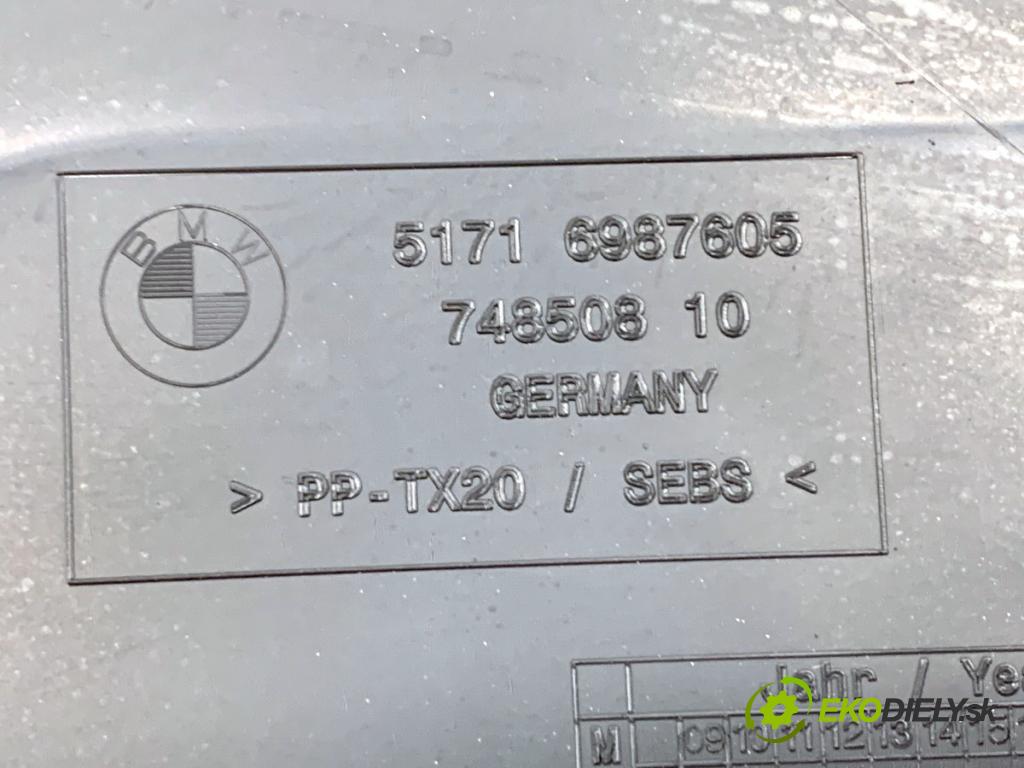 BMW
5171 6987605
748508 10
GERMANY
> PP-TX20 / SEBS <
Jahr /
M 09 10 11 12 13 14 15
EKODIELY.sk